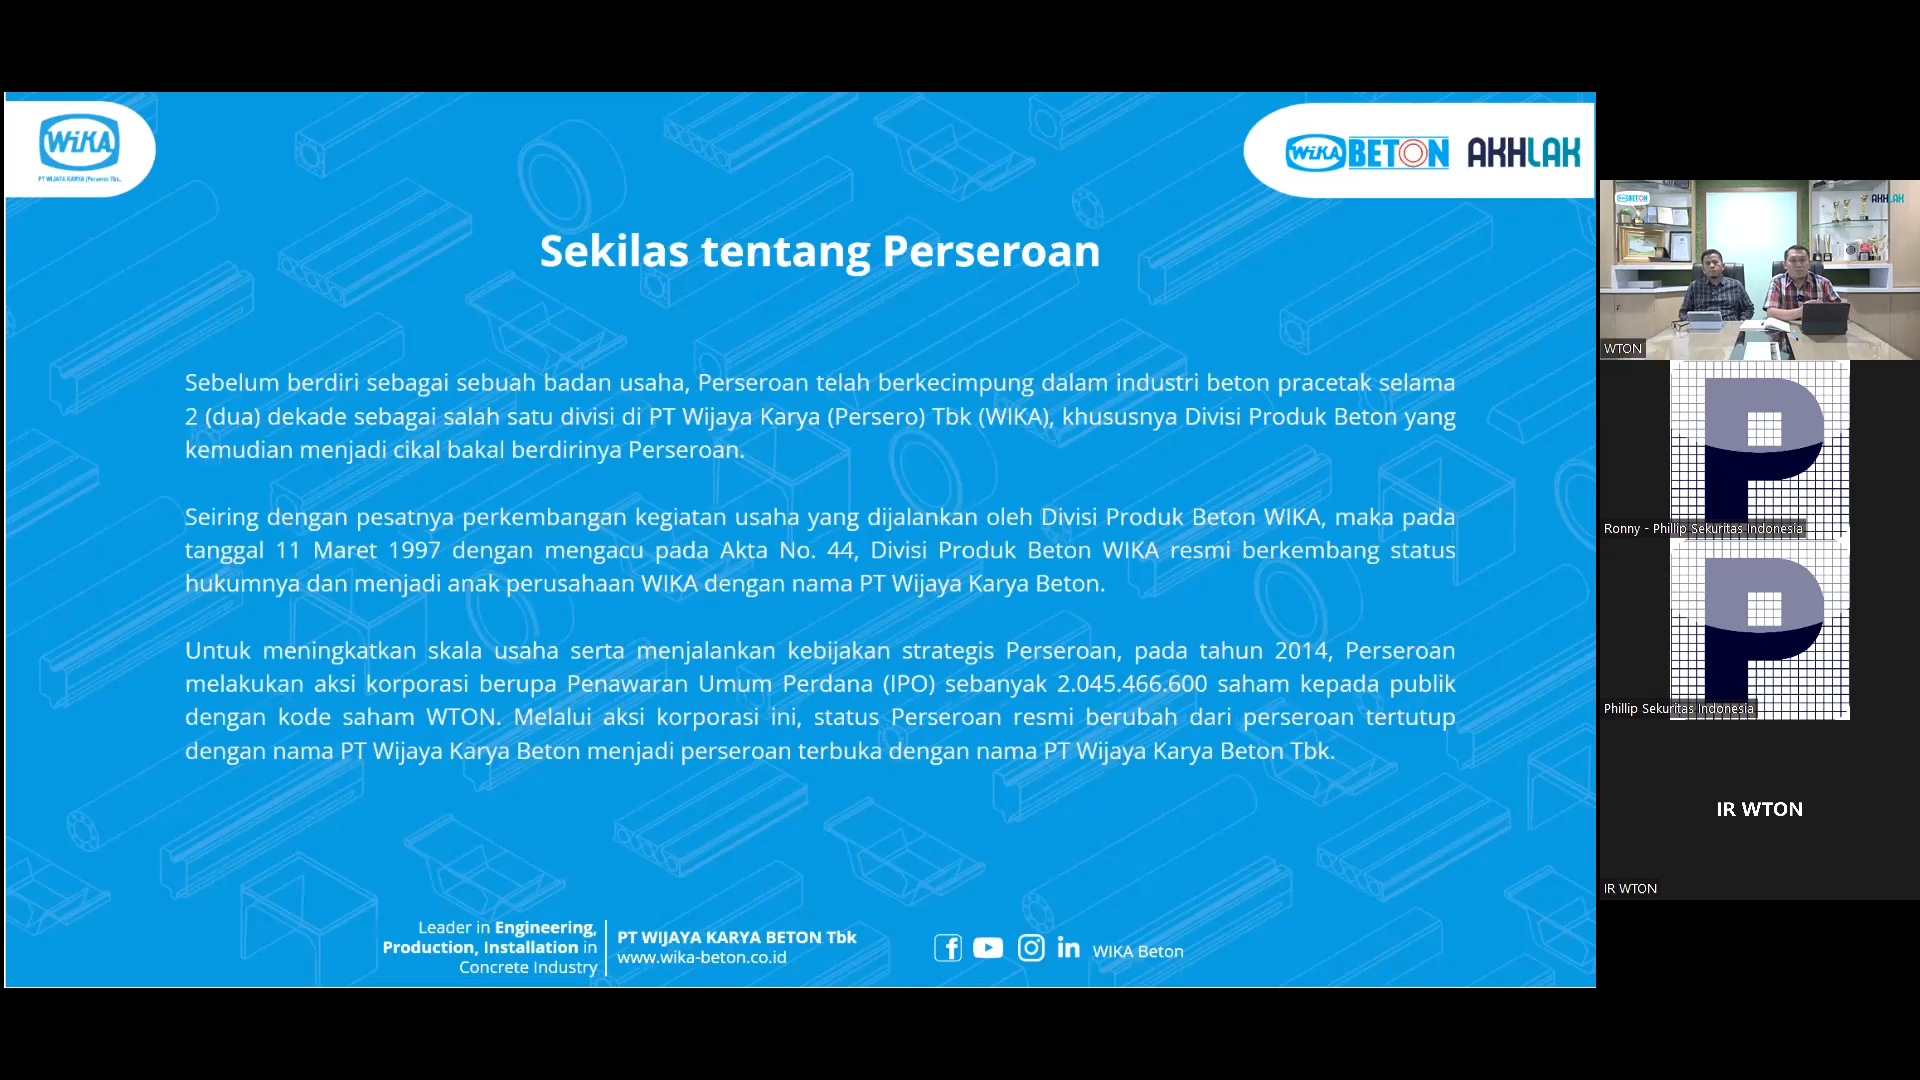 WiKA
PT WIJAYA KARYA (Persero) Tbk.
WiKA BETON AKHLAK
Sekilas tentang Perseroan
Sebelum berdiri sebagai sebuah badan usaha, Perseroan telah berkecimpung dalam industri beton pracetak selama
2 (dua) dekade sebagai salah satu divisi di PT Wijaya Karya (Persero) Tbk (WIKA), khususnya Divisi Produk Beton yang
kemudian menjadi cikal bakal berdirinya Perseroan.
Seiring dengan pesatnya perkembangan kegiatan usaha yang dijalankan oleh Divisi Produk Beton WIKA, maka pada
tanggal 11 Maret 1997 dengan mengacu pada Akta No. 44, Divisi Produk Beton WIKA resmi berkembang status
hukumnya dan menjadi anak perusahaan WIKA dengan nama PT Wijaya Karya Beton.
Untuk meningkatkan skala usaha serta menjalankan kebijakan strategis Perseroan, pada tahun 2014, Perseroan
melakukan aksi korporasi berupa Penawaran Umum Perdana (IPO) sebanyak 2.045.466.600 saham kepada publik
dengan kode saham WTON. Melalui aksi korporasi ini, status Perseroan resmi berubah dari perseroan tertutup
dengan nama PT Wijaya Karya Beton menjadi perseroan terbuka dengan nama PT Wijaya Karya Beton Tbk.
Leader in Engineering,
Production, Installation in
Concrete Industry
PT WIJAYA KARYA BETON Tbk
www.wika-beton.co.id
WIKA Beton
BETON AKHLAK
WTON
Ronny - Phillip Sekuritas Indonesia
Phillip Sekuritas Indonesia
IR WTON
IR WTON